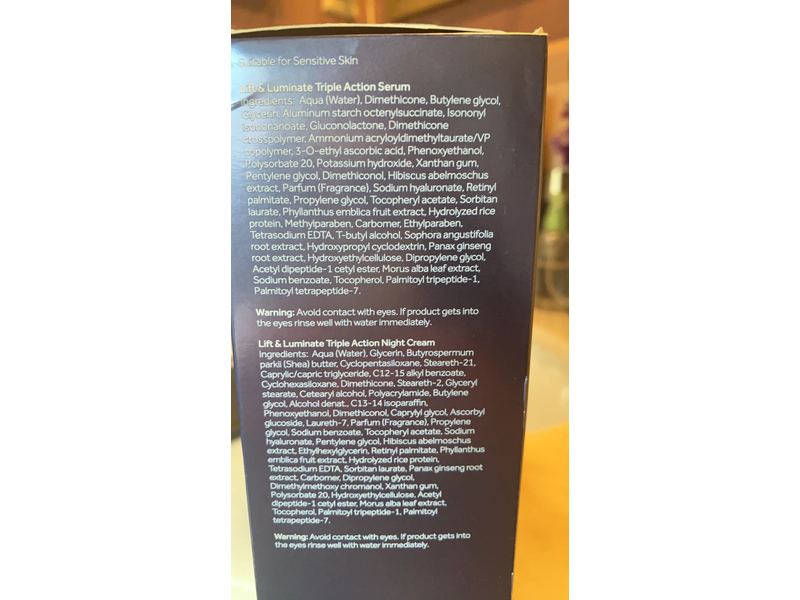 Suitable for Sensitive Skin
Lift & Luminate Triple Action Serum
Ingredients: Aqua (Water), Dimethicone, Butylene glycol,
Glycerin, Aluminum starch octenylsuccinate, Isononyl
isononanoate, Gluconolactone, Dimethicone
crosspolymer, Ammonium acryloyldimethyltaurate/VP
copolymer, 3-O-ethyl ascorbic acid, Phenoxyethanol,
Polysorbate 20, Potassium hydroxide, Xanthan gum,
Pentylene glycol, Dimethiconol, Hibiscus abelmoschus
extract, Parfum (Fragrance), Sodium hyaluronate, Retinyl
palmitate, Propylene glycol, Tocopheryl acetate, Sorbitan
laurate, Phyllanthus emblica fruit extract, Hydrolyzed rice
protein, Methylparaben, Carbomer, Ethylparaben,
Tetrasodium EDTA, T-butyl alcohol, Sophora angustifolia
root extract, Hydroxypropyl cyclodextrin, Panax ginseng
root extract, Hydroxyethylcellulose, Dipropylene glycol,
Acetyl dipeptide-1 cetyl ester, Morus alba leaf extract,
Sodium benzoate, Tocopherol, Palmitoyl tripeptide-1,
Palmitoyl tetrapeptide-7.
Warning: Avoid contact with eyes. If product gets into
the eyes rinse well with water immediately.
Lift & Luminate Triple Action Night Cream
Ingredients: Aqua (Water), Glycerin, Butyrospermum
parkii (Shea) butter, Cyclopentasiloxane, Steareth-21,
Caprylic/capric triglyceride, C12-15 alkyl benzoate,
Cyclohexasiloxane, Dimethicone, Steareth-2, Glyceryl
stearate, Cetearyl alcohol, Polyacrylamide, Butylene
glycol, Alcohol denat., C13-14 isoparaffin,
Phenoxyethanol, Dimethiconol, Caprylyl glycol, Ascorbyl
glucoside, Laureth-7, Parfum (Fragrance), Propylene
glycol, Sodium benzoate, Tocopheryl acetate, Sodium
hyaluronate, Pentylene glycol, Hibiscus abelmoschus
extract, Ethylhexylglycerin, Retinyl palmitate, Phyllanthus
emblica fruit extract, Hydrolyzed rice protein,
Tetrasodium EDTA, Sorbitan laurate, Panax ginseng root
extract, Carbomer, Dipropylene glycol,
Dimethylmethoxy chromanol, Xanthan gum,
Polysorbate 20, Hydroxyethylcellulose, Acetyl
dipeptide-1 cetyl ester, Morus alba leaf extract,
Tocopherol, Palmitoyl tripeptide-1, Palmitoyl
tetrapeptide-7.
Warning: Avoid contact with eyes. If product gets into
the eyes rinse well with water immediately.